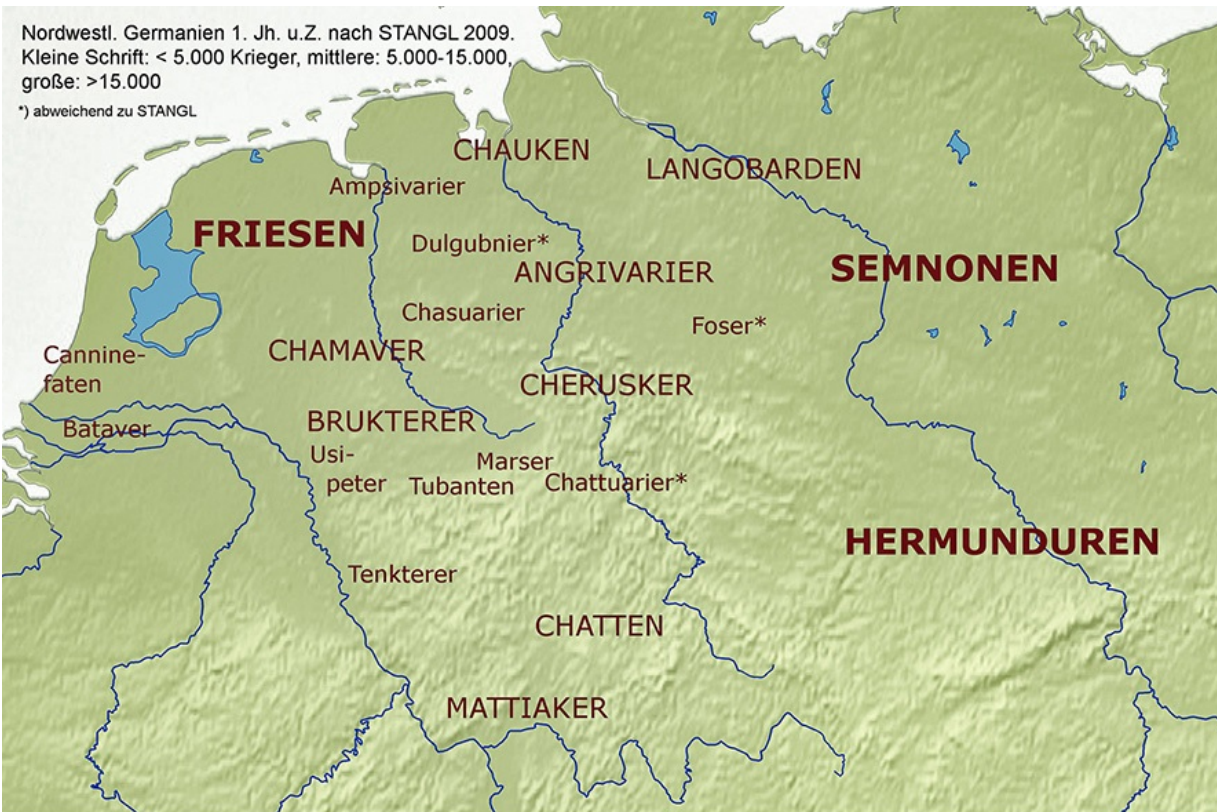 Nordwestl. Germanien 1. Jh. u.Z. nach STANGL 2009.
Kleine Schrift: < 5.000 Krieger, mittlere: 5.000-15.000,
große: >15.000
*) abweichend zu STANGL
CHAUKEN
LANGOBARDEN
Ampsivarier
FRIESEN
Dulgubnier*
ANGRIVARIER
SEMNONEN
Chasuarier
Foser*
CHAMAVER
Cannine-
faten
CHERUSKER
BRUKTERER
Bataver
Usi-
peter
Marser
Tubanten
Chattuarier*
HERMUNDUREN
Tenkterer
CHATTEN
MATTIAKER